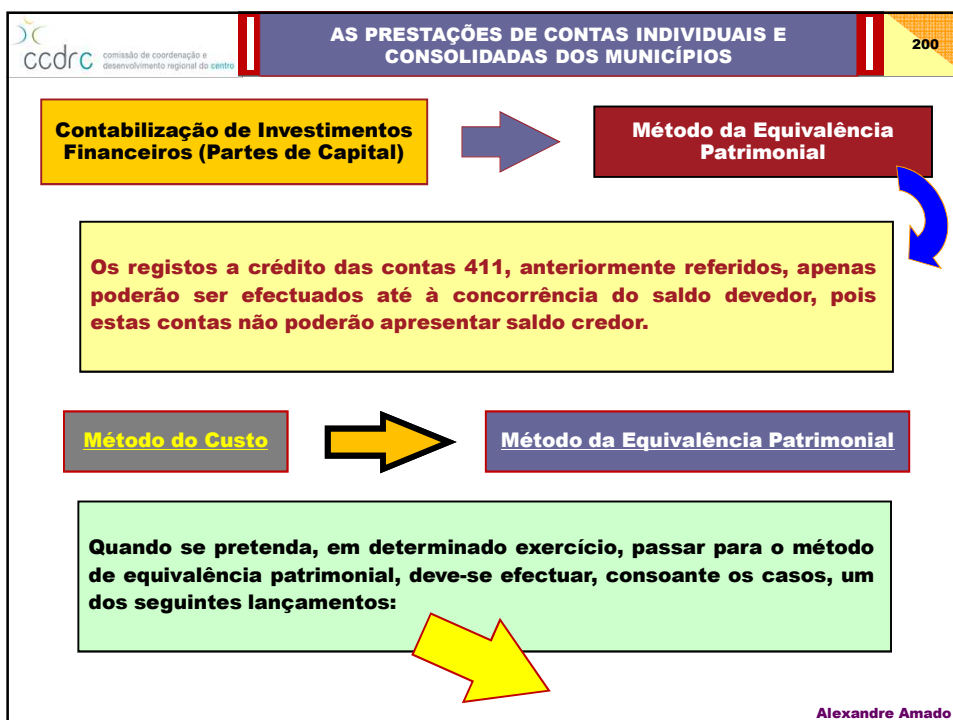 ccdrc
comissão de coordenação e
desenvolvimento regional do centro
AS PRESTAÇÕES DE CONTAS INDIVIDUAIS E
CONSOLIDADAS DOS MUNICÍPIOS
200
Contabilização de Investimentos
Financeiros (Partes de Capital)
Método da Equivalência
Patrimonial
Os registos a crédito das contas 411, anteriormente referidos, apenas
poderão ser efectuados até à concorrência do saldo devedor, pois
estas contas não poderão apresentar saldo credor.
Método do Custo
Método da Equivalência Patrimonial
Quando se pretenda, em determinado exercício, passar para o método
de equivalência patrimonial, deve-se efectuar, consoante os casos, um
dos seguintes lançamentos:
Alexandre Amado